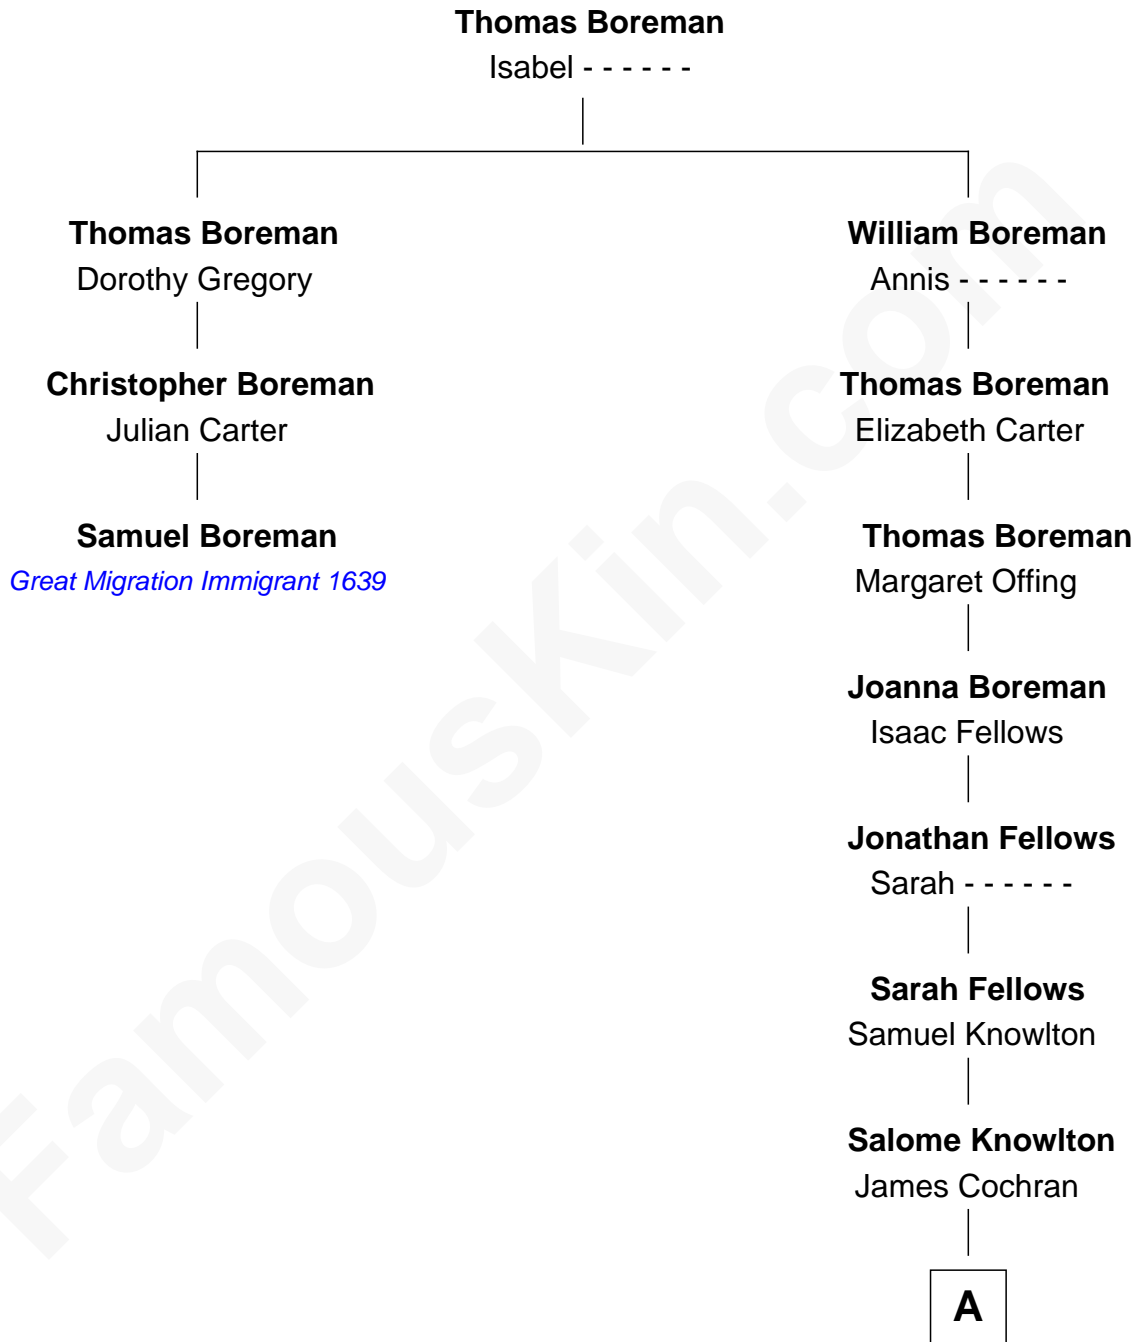 Thomas Boreman
Isabel - - - - - -
Thomas Boreman
Dorothy Gregory
William Boreman
Annis - - - - - -
Christopher Boreman
Julian Carter
Thomas Boreman
Elizabeth Carter
Samuel Boreman
Great Migration Immigrant 1639
Thomas Boreman
Margaret Offing
Joanna Boreman
Isaac Fellows
Jonathan Fellows
Sarah - - - - - -
Sarah Fellows
Samuel Knowlton
Salome Knowlton
James Cochran
A
FamousKin.com